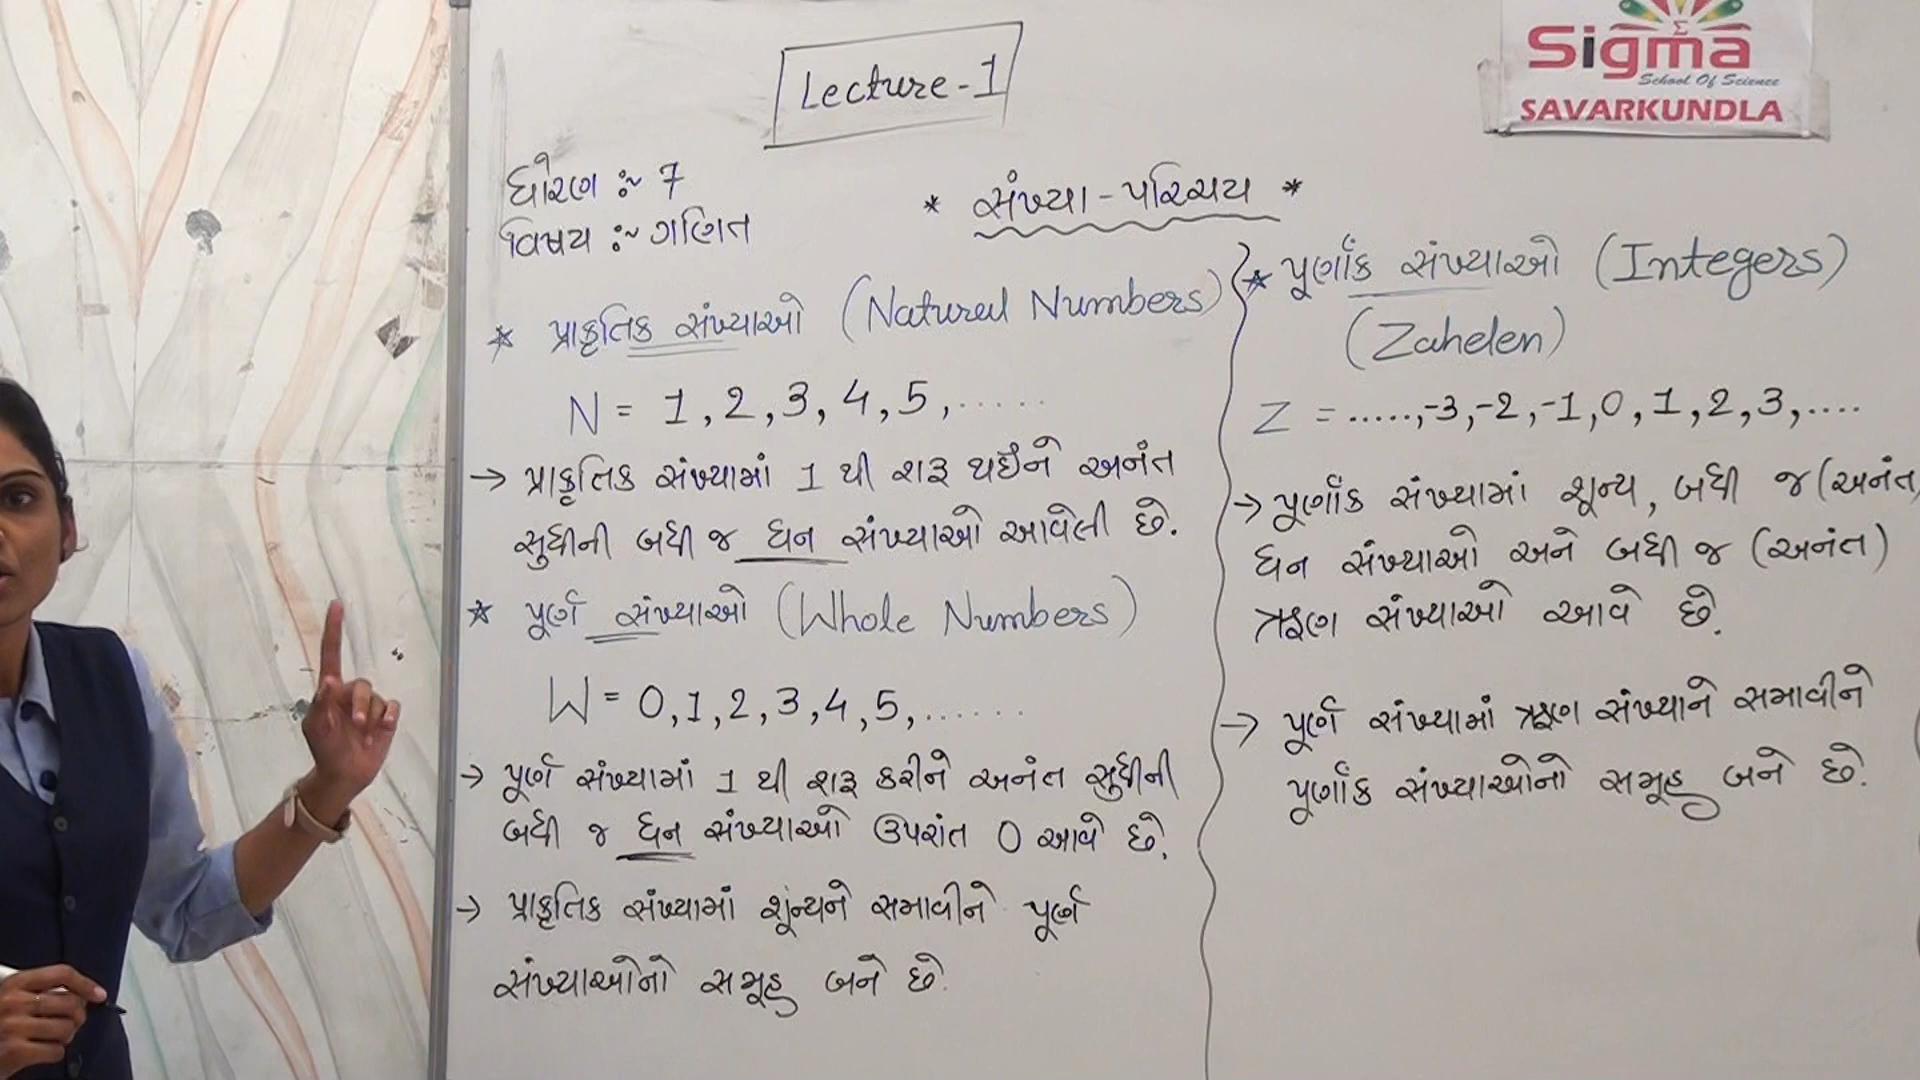 Lecture-1
Sigma
School Of Science
SAVARKUNDLA
ધોરણ :~ 7
વિષય :~ ગણિત
* સંખ્યા - પરિચય *
* પ્રાકૃતિક સંખ્યાઓ (Natural Numbers)
N = 1, 2, 3, 4, 5, .....
→ પ્રાકૃતિક સંખ્યામાં 1 થી શરૂ થઈને અનંત
સુધીની બધી જ ધન સંખ્યાઓ આવેલી છે.
* પૂર્ણ સંખ્યાઓ (Whole Numbers)
W = 0, 1, 2, 3, 4, 5, ......
→ પૂર્ણ સંખ્યામાં 1 થી શરૂ કરીને અનંત સુધીની
બધી જ ધન સંખ્યાઓ ઉપરાંત 0 આવે છે.
→ પ્રાકૃતિક સંખ્યામાં શૂન્યને સમાવીને પૂર્ણ
સંખ્યાઓનો સમૂહ બને છે.
* પૂર્ણાંક સંખ્યાઓ (Integers)
(Zahelen)
Z = ....., -3, -2, -1, 0, 1, 2, 3, ....
→ પૂર્ણાંક સંખ્યામાં શૂન્ય, બધી જ (અનંત)
ધન સંખ્યાઓ અને બધી જ (અનંત)
ઋણ સંખ્યાઓ આવે છે.
→ પૂર્ણ સંખ્યામાં ઋણ સંખ્યાને સમાવીને
પૂર્ણાંક સંખ્યાઓનો સમૂહ બને છે.